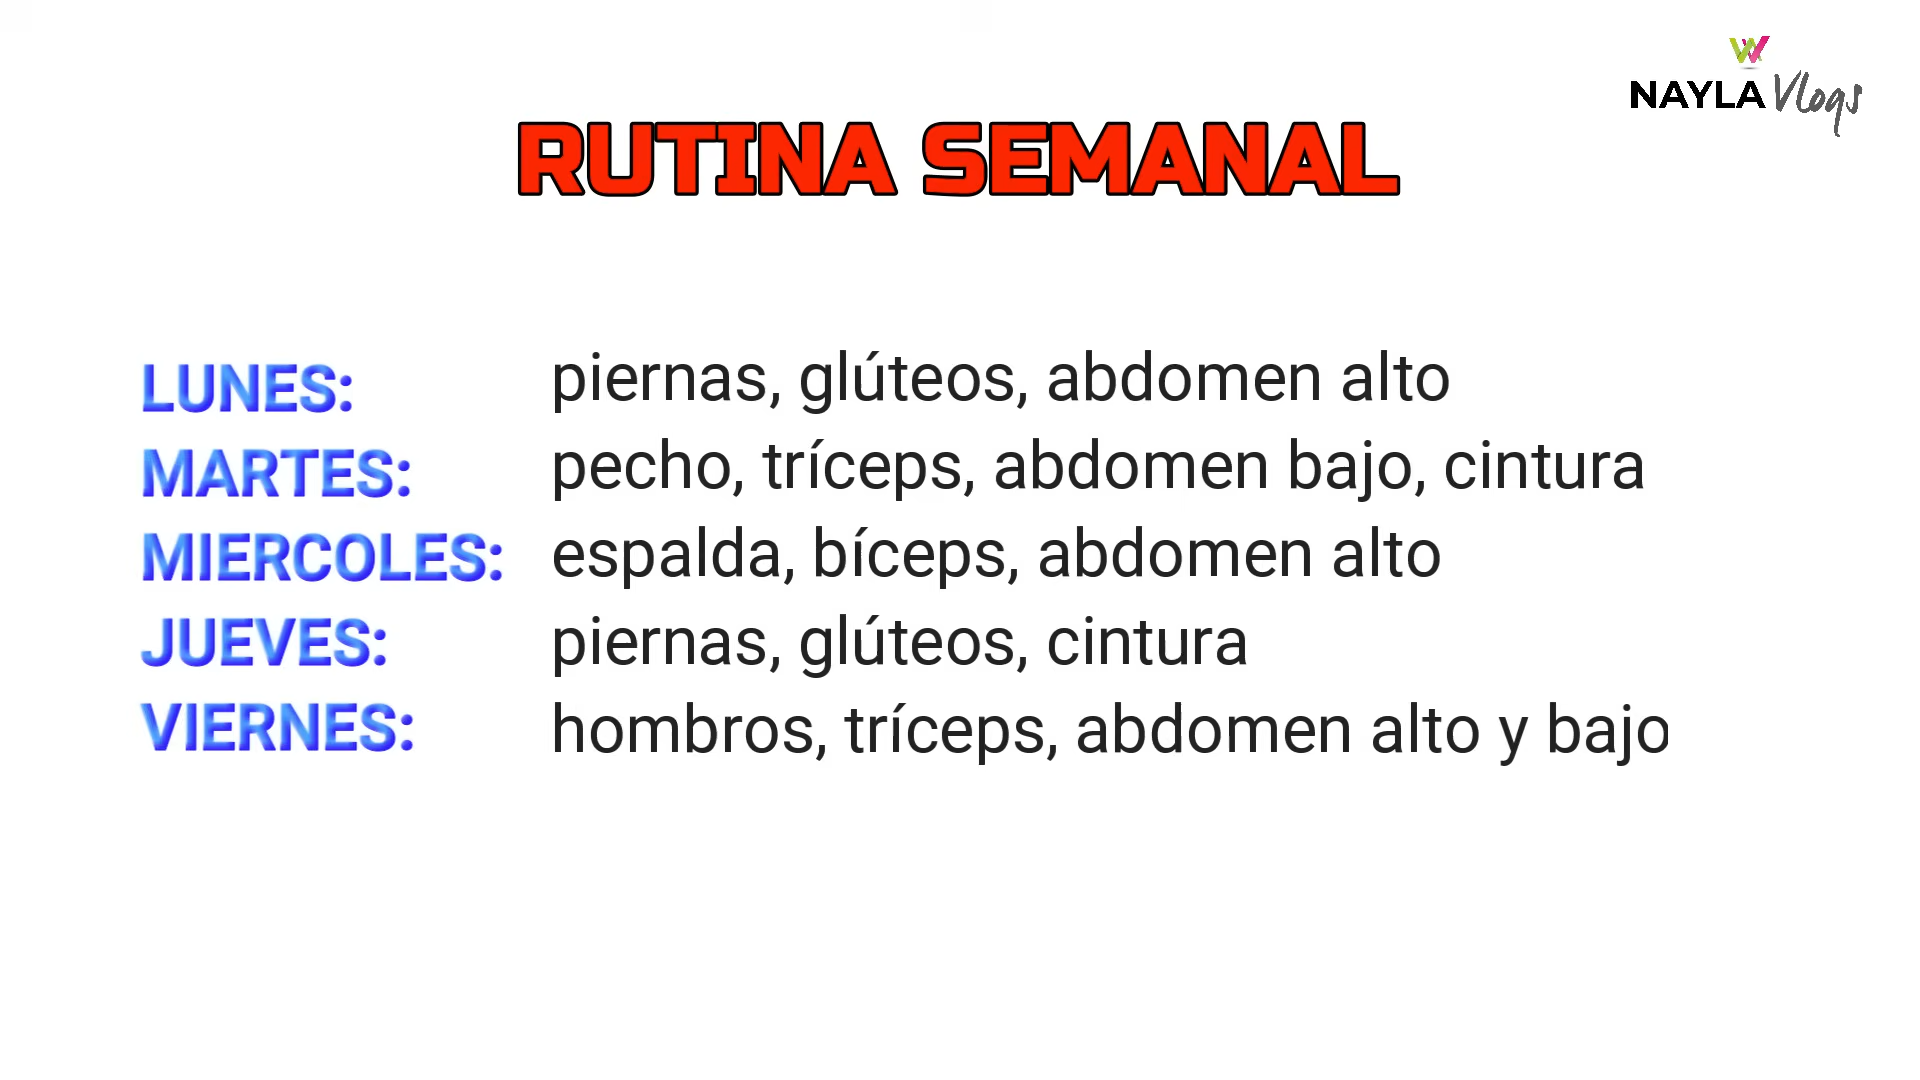 NAYLA Vlogs
RUTINA SEMANAL
LUNES: piernas, glúteos, abdomen alto
MARTES: pecho, tríceps, abdomen bajo, cintura
MIERCOLES: espalda, bíceps, abdomen alto
JUEVES: piernas, glúteos, cintura
VIERNES: hombros, tríceps, abdomen alto y bajo